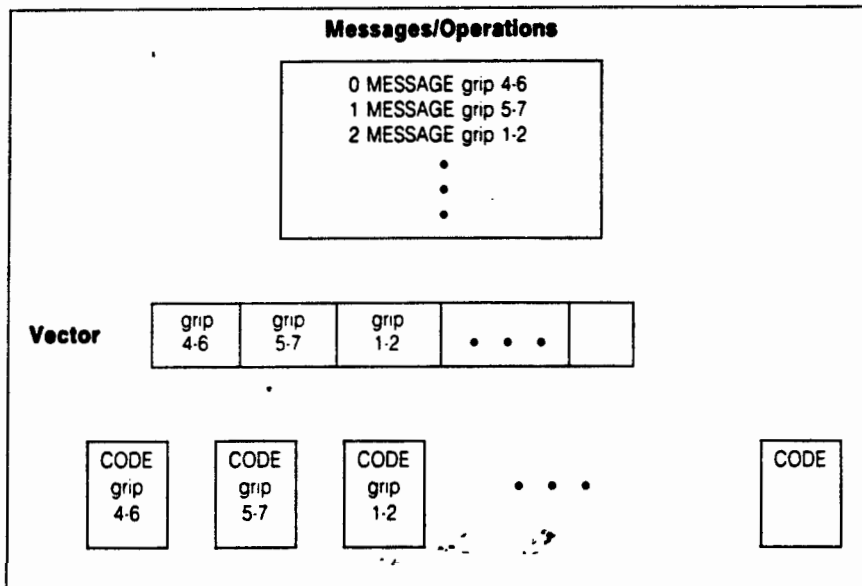 Messages/Operations
0 MESSAGE grip 4-6
1 MESSAGE grip 5-7
2 MESSAGE grip 1-2
Vector
grip 4-6
grip 5-7
grip 1-2
CODE grip 4-6
CODE grip 5-7
CODE grip 1-2
CODE